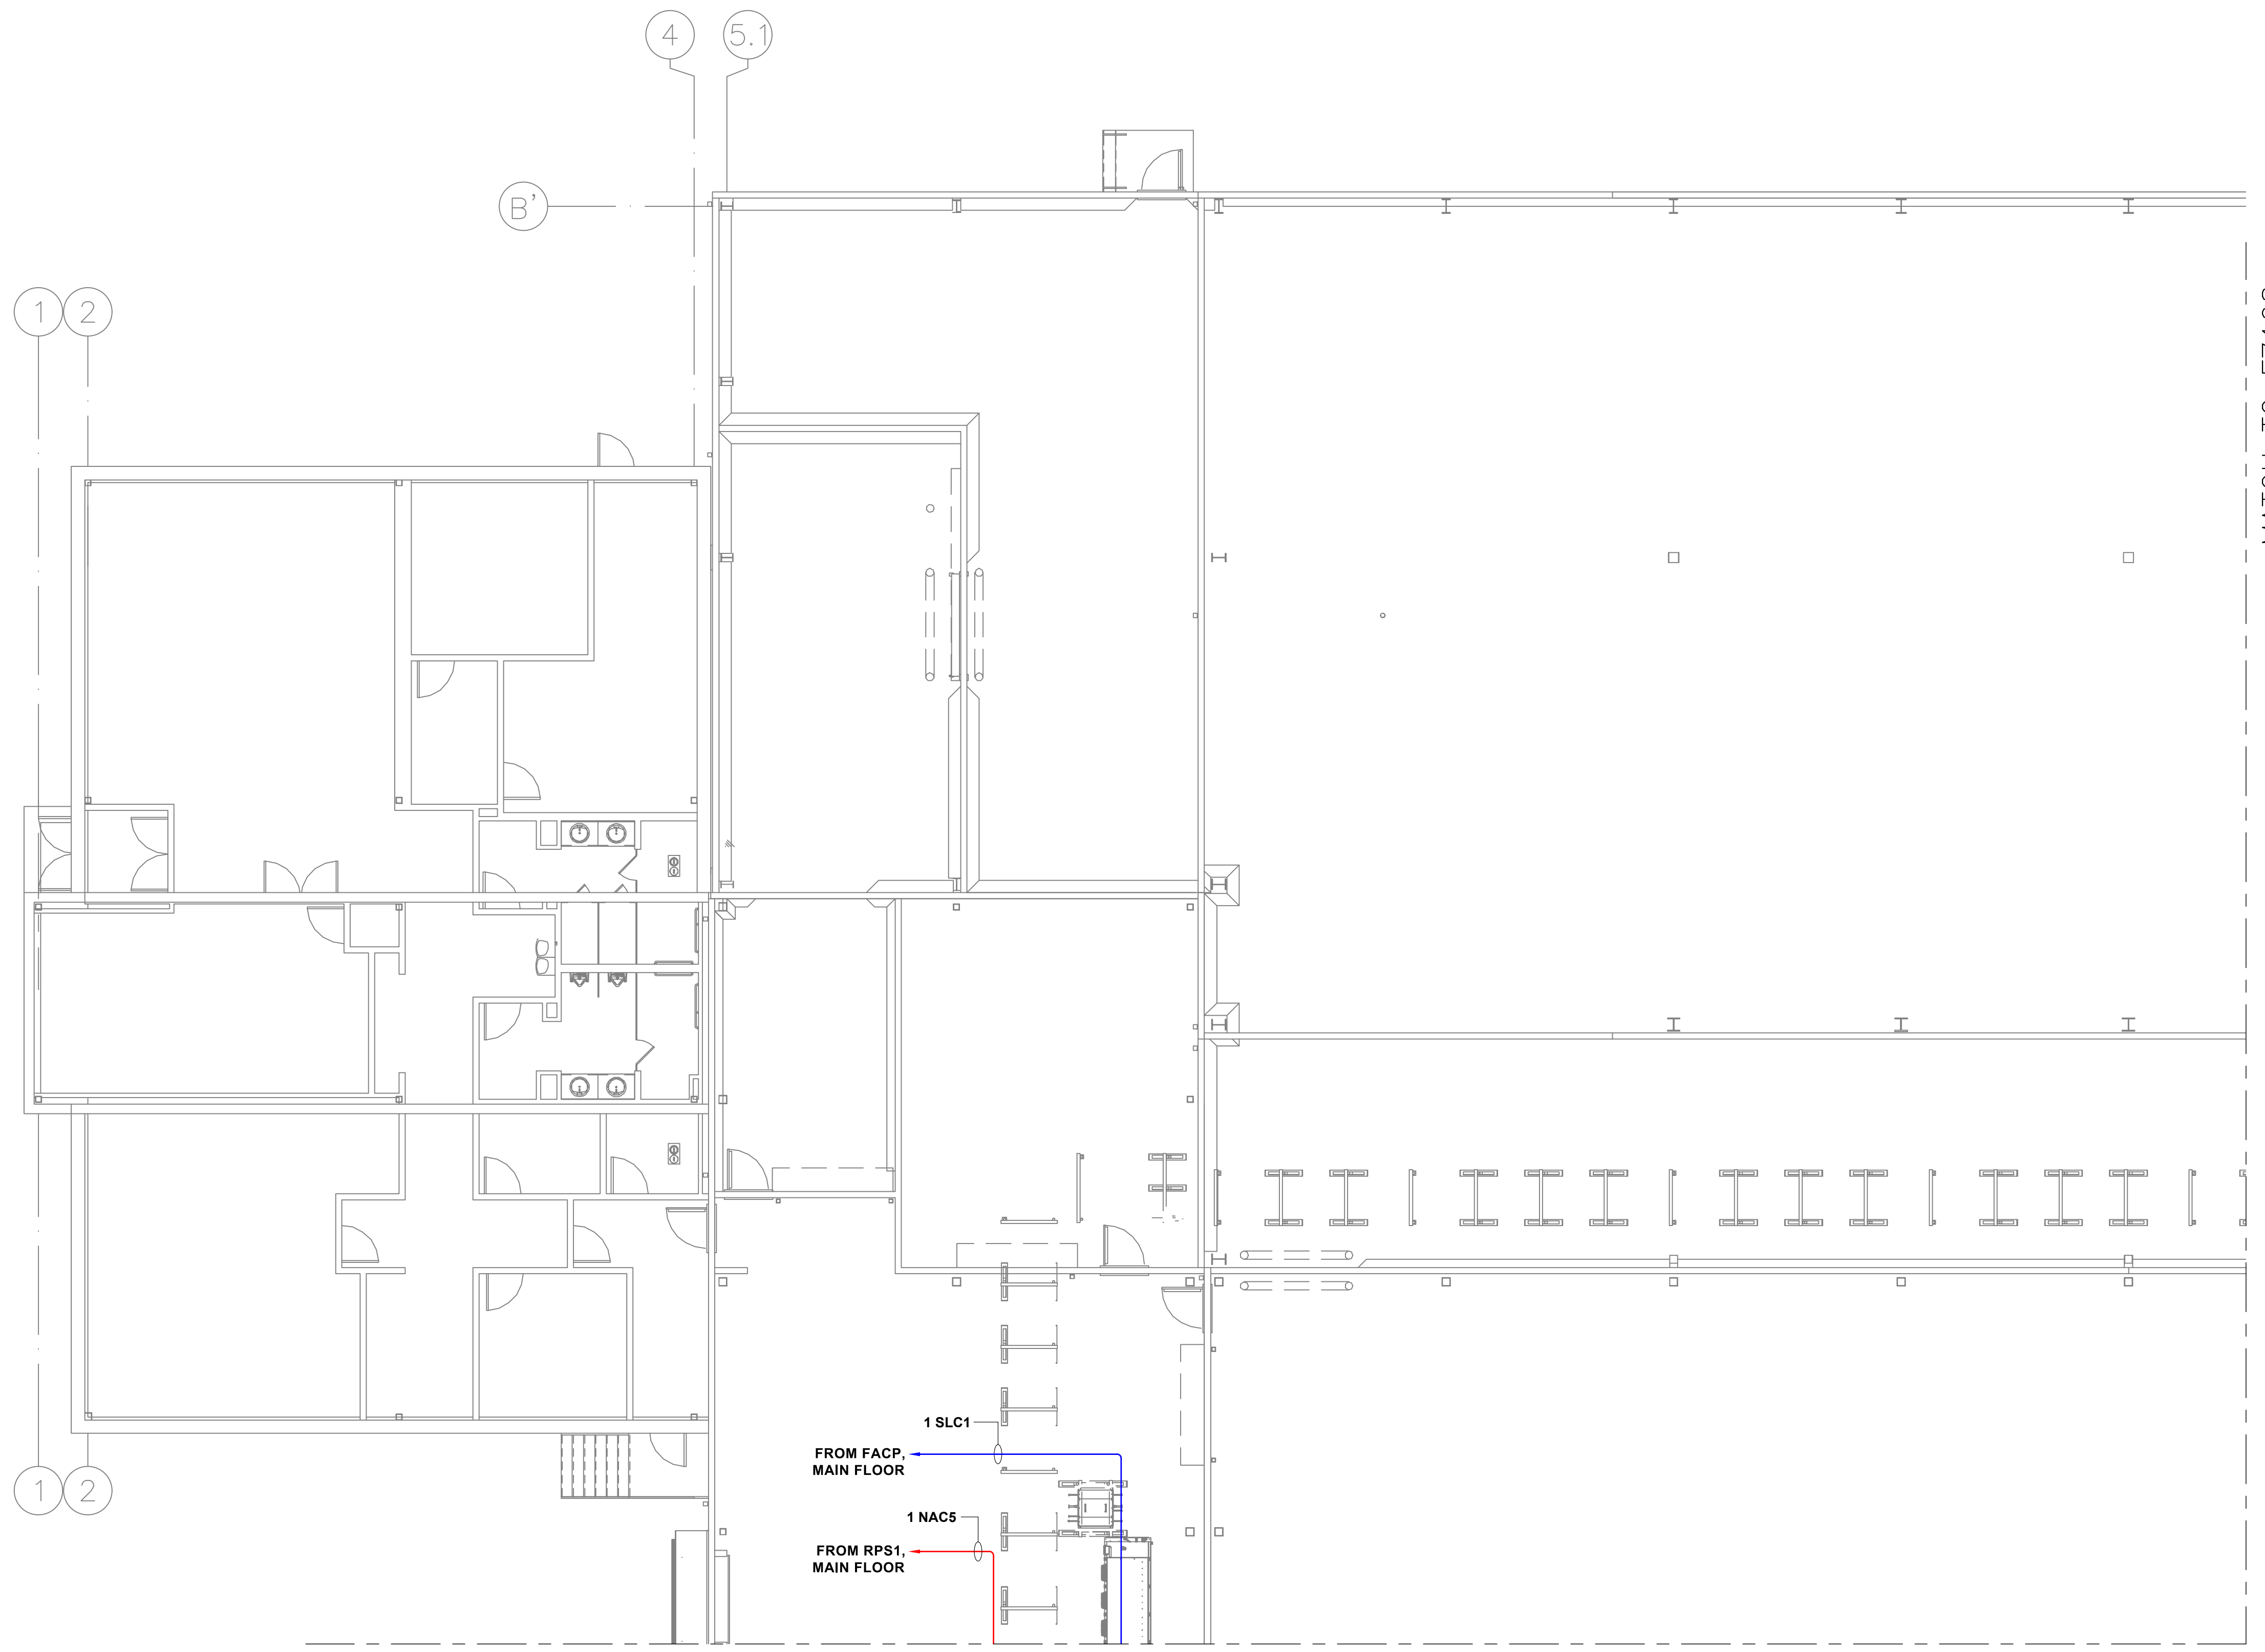 4
5.1
B'
1
2
1 SLC1
FROM FACP,
MAIN FLOOR
1
2
1 NAC5
FROM RPS1,
MAIN FLOOR